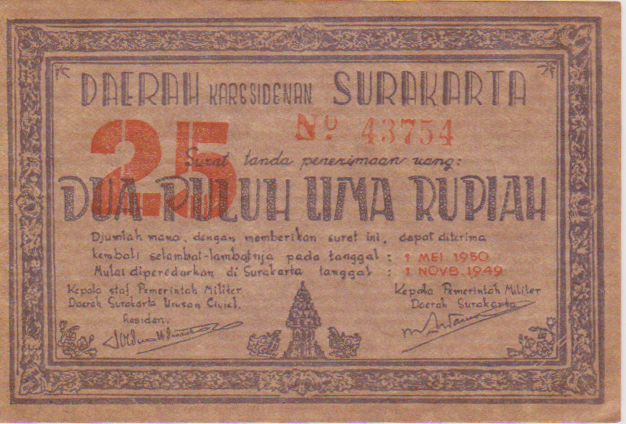 DAERAH KARESIDENAN SURAKARTA
No 43754
25
Surat tanda penerimaan uang:
DUA PULUH LIMA RUPIAH
Djumlah mana, dengan memberikan surat ini, dapat diterima
kembali selambat-lambatnja pada tanggal : 1 MEI 1950
Mulai diperedarkan di Surakarta tanggal : 1 NOVB. 1949
Kepala staf Pemerintah Militer
Daerah Surakarta Urusan Civiel.
Residen.
Kepala Pemerintah Militer
Daerah Surakarta